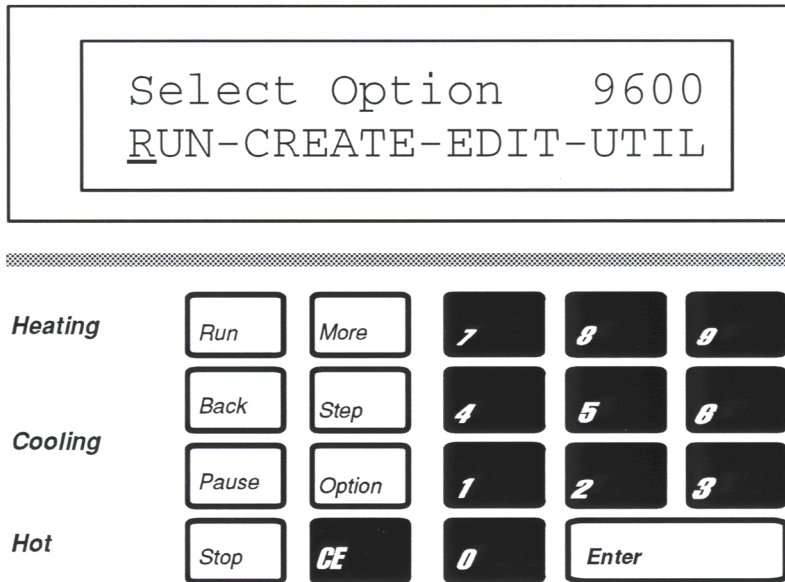 Select Option 9600
RUN-CREATE-EDIT-UTIL
Heating Run More 7 8 9
Back Step 4 5 6
Cooling
Pause Option 1 2 3
Hot Stop CE 0 Enter